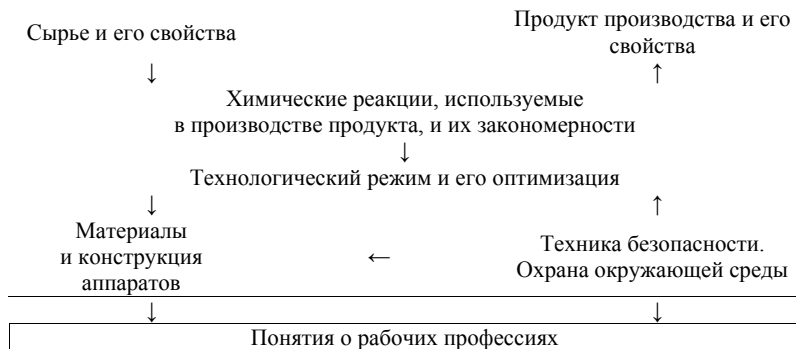 Сырье и его свойства
Продукт производства и его
свойства
↓
↑
Химические реакции, используемые
в производстве продукта, и их закономерности
↓
Технологический режим и его оптимизация
↓
↑
Материалы
и конструкция
аппаратов
←
Техника безопасности.
Охрана окружающей среды
↓
↓
Понятия о рабочих профессиях